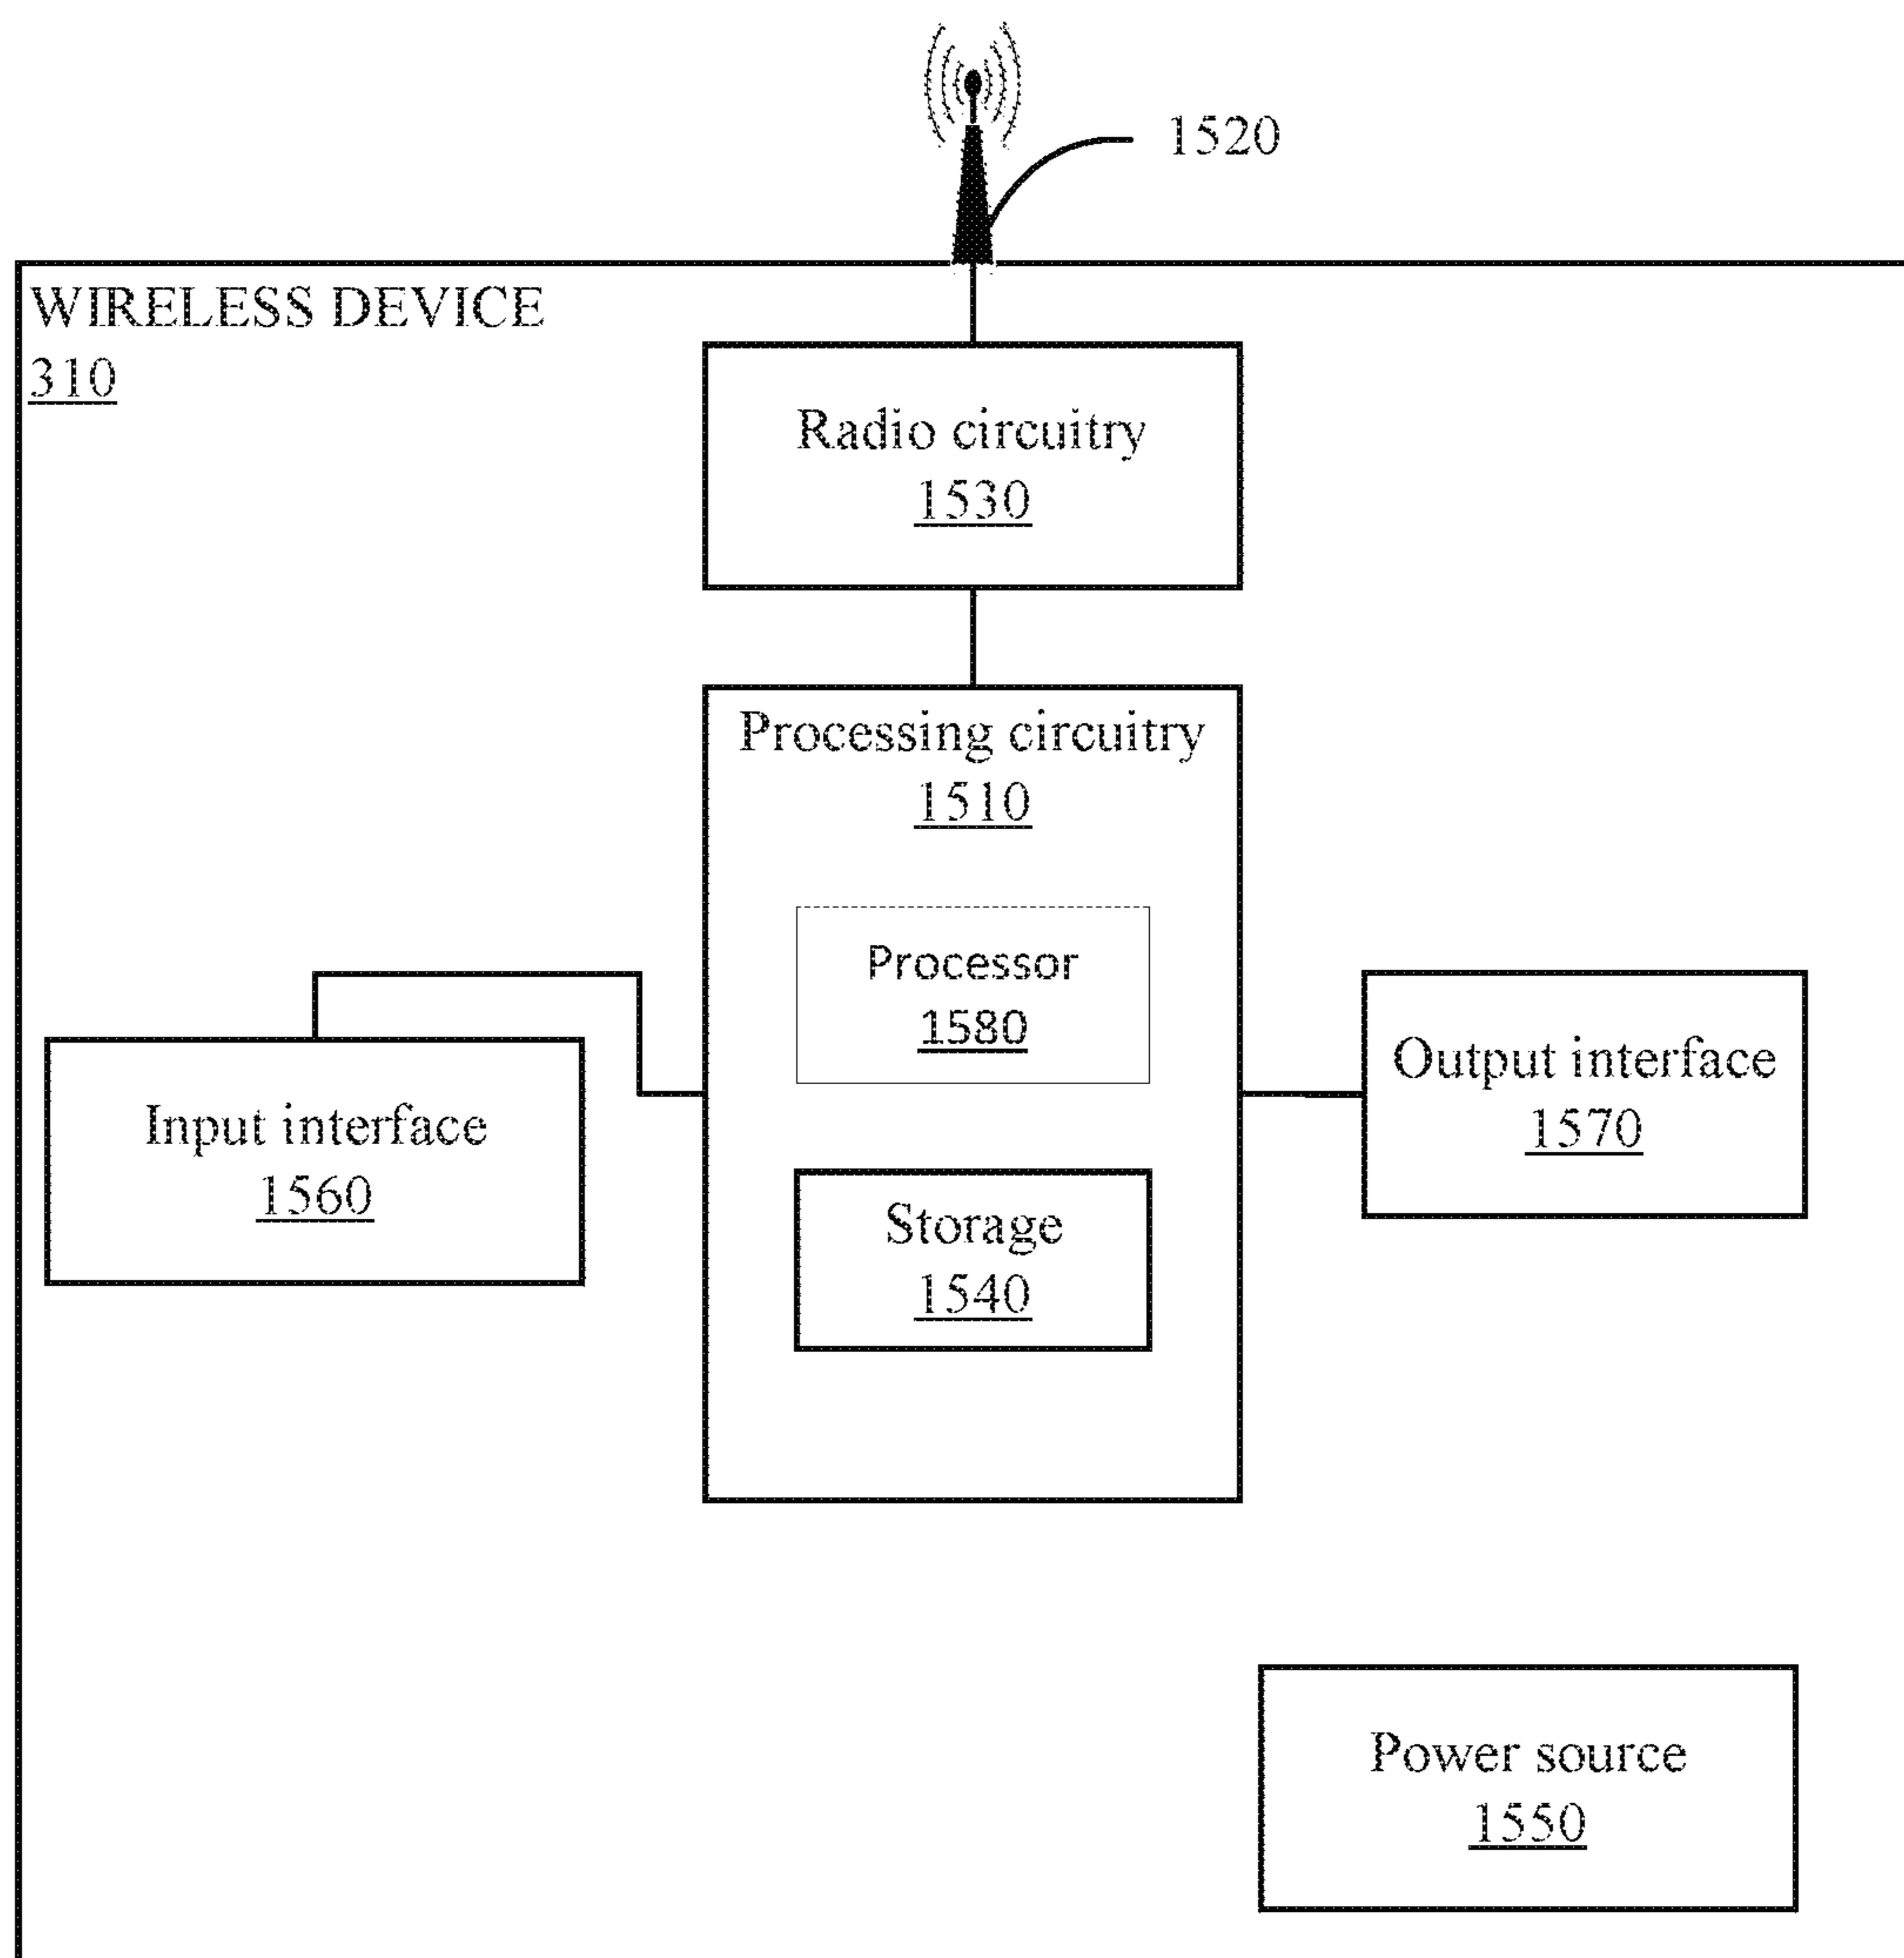 1520
WIRELESS DEVICE
310
Radio circuitry
1530
Processing circuitry
1510
Processor
1580
Input interface
1560
Output interface
1570
Storage
1540
Power source
1550